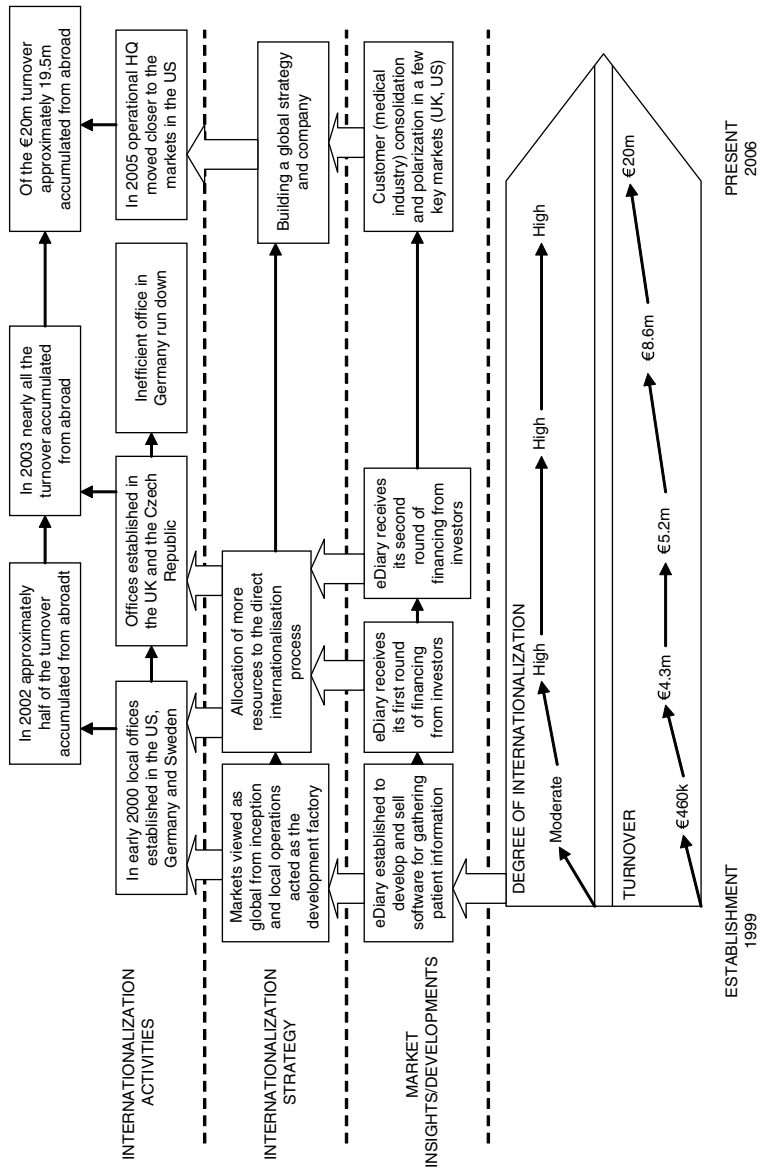 INTERNATIONALIZATION
ACTIVITIES
In 2002 approximately
half of the turnover
accumulated from abroadt
In 2003 nearly all the
turnover accumulated
from abroad
Of the €20m turnover
approximately 19.5m
accumulated from abroad
In early 2000 local offices
established in the US,
Germany and Sweden
Offices established in
the UK and the Czech
Republic
Inefficient office in
Germany run down
In 2005 operational HQ
moved closer to the
markets in the US
INTERNATIONALIZATION
STRATEGY
Markets viewed as
global from inception
and local operations
acted as the
development factory
Allocation of more
resources to the direct
internationalisation
process
Building a global strategy
and company
MARKET
INSIGHTS/DEVELOPMENTS
eDiary established to
develop and sell
software for gathering
patient information
eDiary receives
its first round
of financing
from investors
eDiary receives
its second
round of
financing from
investors
Customer (medical
industry) consolidation
and polarization in a few
key markets (UK, US)
DEGREE OF INTERNATIONALIZATION
Moderate
High
High
High
TURNOVER
€460k
€4.3m
€5.2m
€8.6m
€20m
ESTABLISHMENT
1999
PRESENT
2006